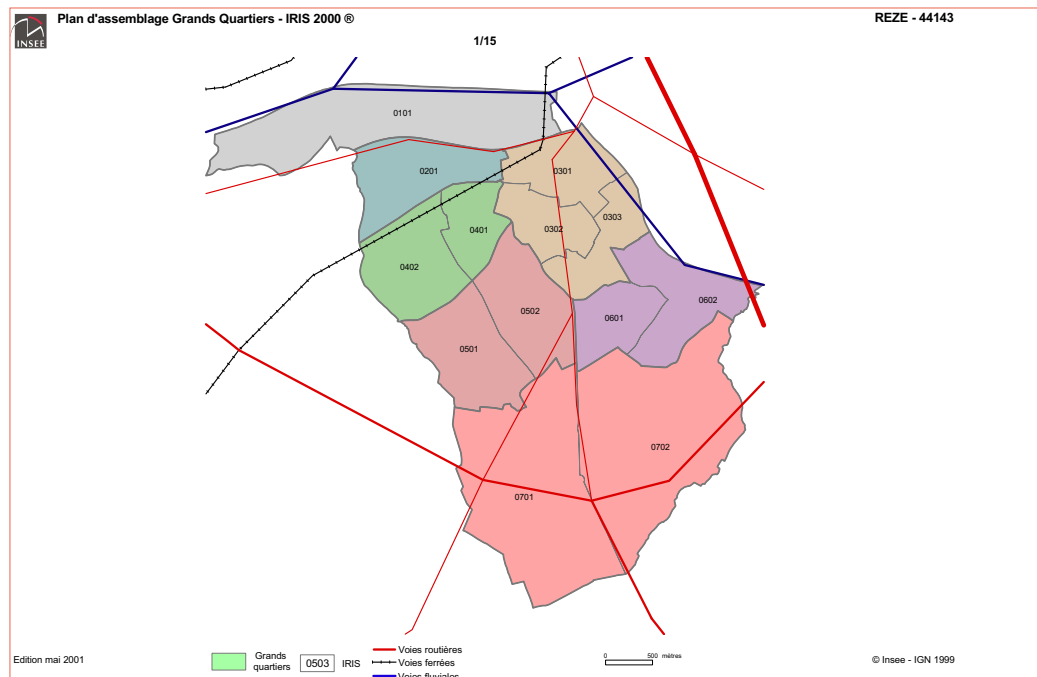 INSEE
Plan d'assemblage Grands Quartiers - IRIS 2000 ®
REZE - 44143
1/15
0101
0201
0301
0303
0302
0401
0402
0602
0502
0601
0501
0702
0701
Edition mai 2001
Grands quartiers
0503 IRIS
Voies routières
Voies ferrées
Voies fluviales
0 500 mètres
© Insee - IGN 1999